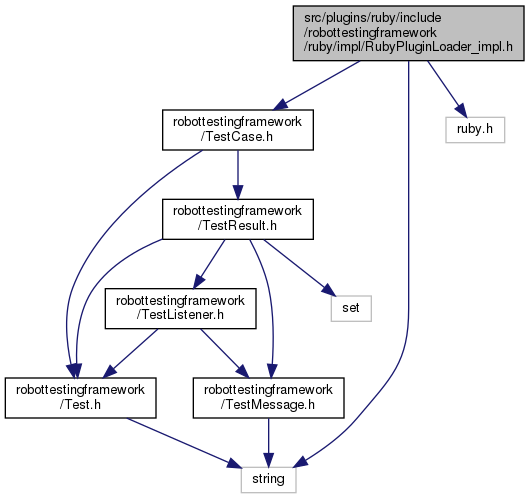 src/plugins/ruby/include
/robottestingframework
/ruby/impl/RubyPluginLoader_impl.h
robottestingframework
/TestCase.h
ruby.h
robottestingframework
/TestResult.h
robottestingframework
/TestListener.h
set
robottestingframework
/Test.h
robottestingframework
/TestMessage.h
string